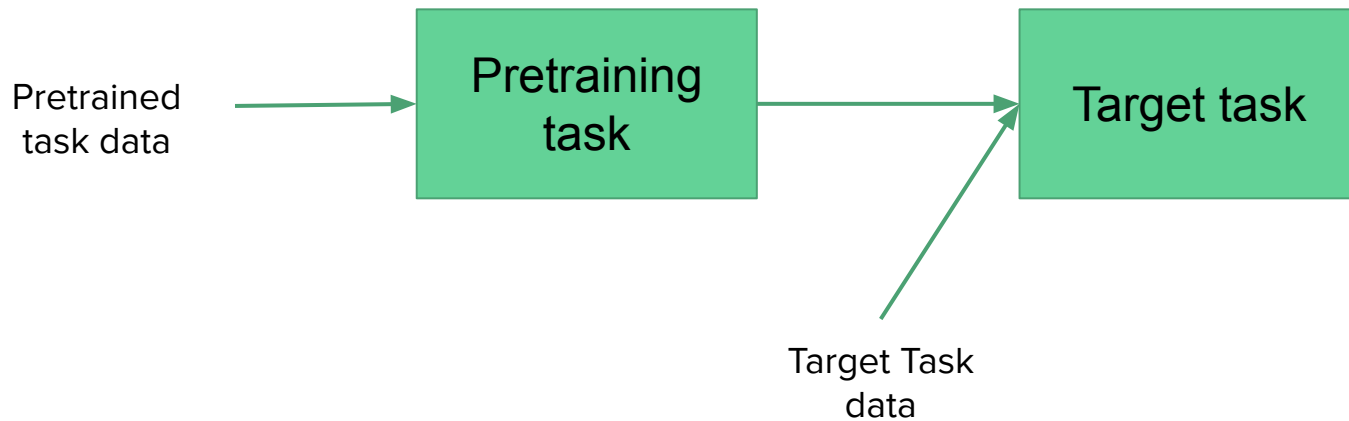 Pretrained
task data
Pretraining
task
Target task
Target Task
data